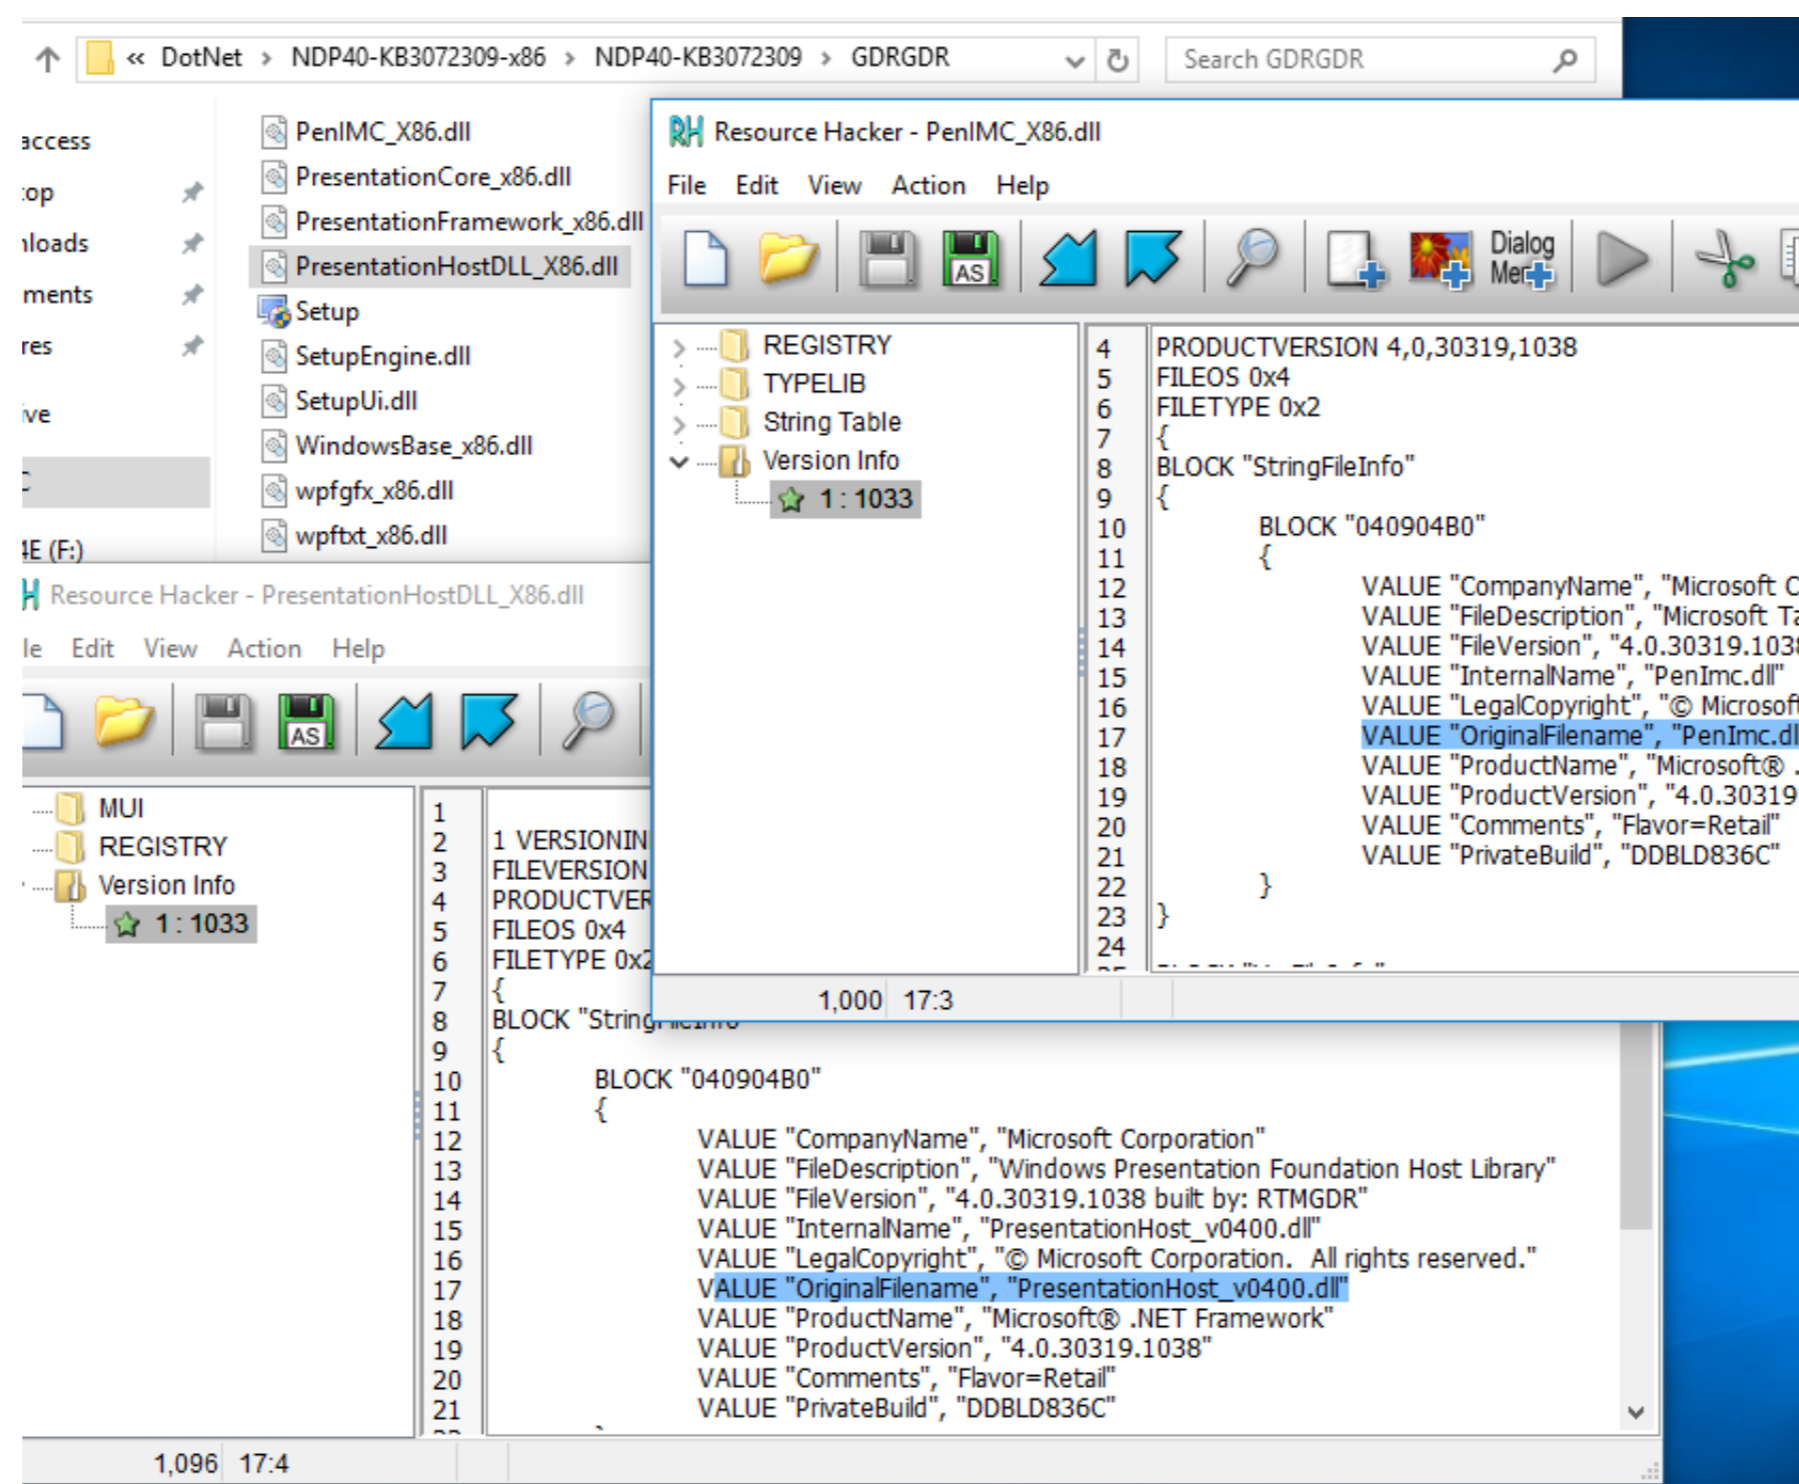 « DotNet > NDP40-KB3072309-x86 > NDP40-KB3072309 > GDRGDR
Search GDRGDR
access
ments
PenIMC_X86.dll
PresentationCore_x86.dll
PresentationFramework_x86.dll
PresentationHostDLL_X86.dll
Setup
SetupEngine.dll
SetupUi.dll
WindowsBase_x86.dll
wpfgfx_x86.dll
wpftxt_x86.dll
(F:)
RH Resource Hacker - PenIMC_X86.dll
File Edit View Action Help
AS
Dialog
REGISTRY
TYPELIB
String Table
Version Info
1 : 1033
4 PRODUCTVERSION 4,0,30319,1038
5 FILEOS 0x4
6 FILETYPE 0x2
7 {
8 BLOCK "StringFileInfo"
9 {
10 BLOCK "040904B0"
11 {
12 VALUE "CompanyName", "Microsoft C
13 VALUE "FileDescription", "Microsoft Ta
14 VALUE "FileVersion", "4.0.30319.1038
15 VALUE "InternalName", "PenImc.dll"
16 VALUE "LegalCopyright", "© Microsoft
17 VALUE "OriginalFilename", "PenImc.dll
18 VALUE "ProductName", "Microsoft® .
19 VALUE "ProductVersion", "4.0.30319
20 VALUE "Comments", "Flavor=Retail"
21 VALUE "PrivateBuild", "DDBLD836C"
22 }
23 }
24
1,000 17:3
Resource Hacker - PresentationHostDLL_X86.dll
le Edit View Action Help
AS
MUI
REGISTRY
Version Info
1 : 1033
1
2 1 VERSIONIN
3 FILEVERSION
4 PRODUCTVER
5 FILEOS 0x4
6 FILETYPE 0x2
7 {
8 BLOCK "StringFileInfo"
9 {
10 BLOCK "040904B0"
11 {
12 VALUE "CompanyName", "Microsoft Corporation"
13 VALUE "FileDescription", "Windows Presentation Foundation Host Library"
14 VALUE "FileVersion", "4.0.30319.1038 built by: RTMGDR"
15 VALUE "InternalName", "PresentationHost_v0400.dll"
16 VALUE "LegalCopyright", "© Microsoft Corporation.  All rights reserved."
17 VALUE "OriginalFilename", "PresentationHost_v0400.dll"
18 VALUE "ProductName", "Microsoft® .NET Framework"
19 VALUE "ProductVersion", "4.0.30319.1038"
20 VALUE "Comments", "Flavor=Retail"
21 VALUE "PrivateBuild", "DDBLD836C"
1,096 17:4